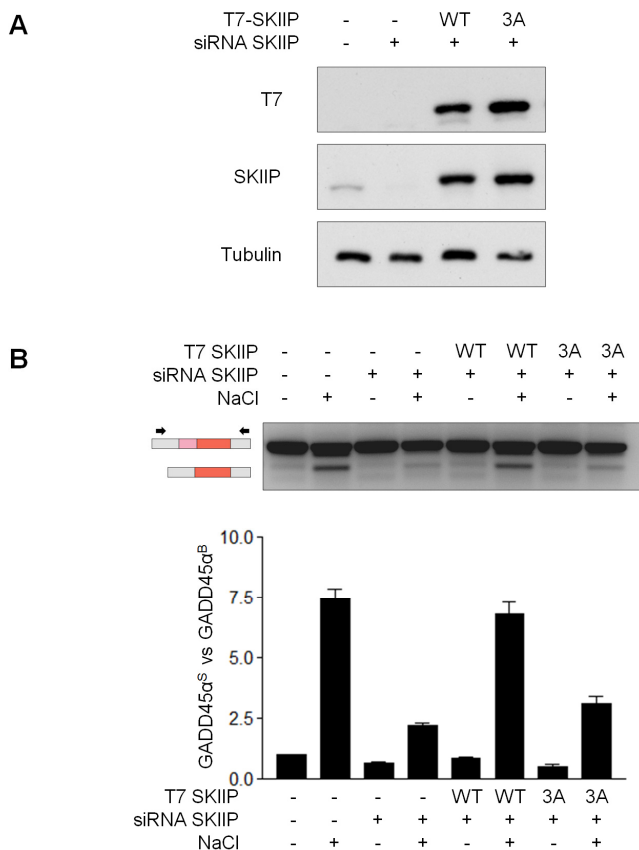 A
T7-SKIIP - - WT 3A
siRNA SKIIP - + + +
T7
SKIIP
Tubulin
B
T7 SKIIP - - - - WT WT 3A 3A
siRNA SKIIP - - + + + + + +
NaCl - + - + - + - +
10.0
7.5
5.0
2.5
0.0
GADD45αS vs GADD45αB
T7 SKIIP - - - - WT WT 3A 3A
siRNA SKIIP - - + + + + + +
NaCl - + - + - + - +